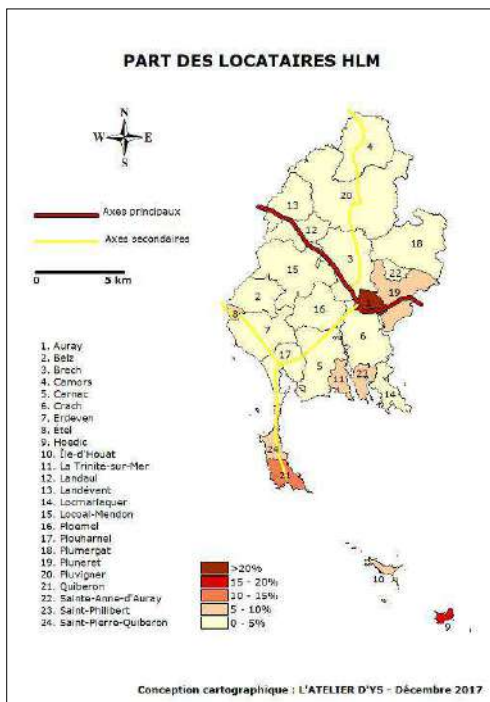 PART DES LOCATAIRES HLM
N
W E
S
Axes principaux
Axes secondaires
0 5 km
4
20
13
12
18
3
15
22
19
2
16
1
8
7
6
17
5
11
23
14
24
21
10
9
1. Auray
2. Belz
3. Brech
4. Camors
5. Carnac
6. Crach
7. Erdeven
8. Étel
9. Hoedic
10. Île-d'Houat
11. La Trinité-sur-Mer
12. Landaul
13. Landévant
14. Locmariaquer
15. Locoal-Mendon
16. Ploemel
17. Plouharnel
18. Plumergat
19. Pluneret
20. Pluvigner
21. Quiberon
22. Sainte-Anne-d'Auray
23. Saint-Philibert
24. Saint-Pierre-Quiberon
>20%
15 - 20%
10 - 15%
5 - 10%
0 - 5%
Conception cartographique : L'ATELIER D'YS - Décembre 2017